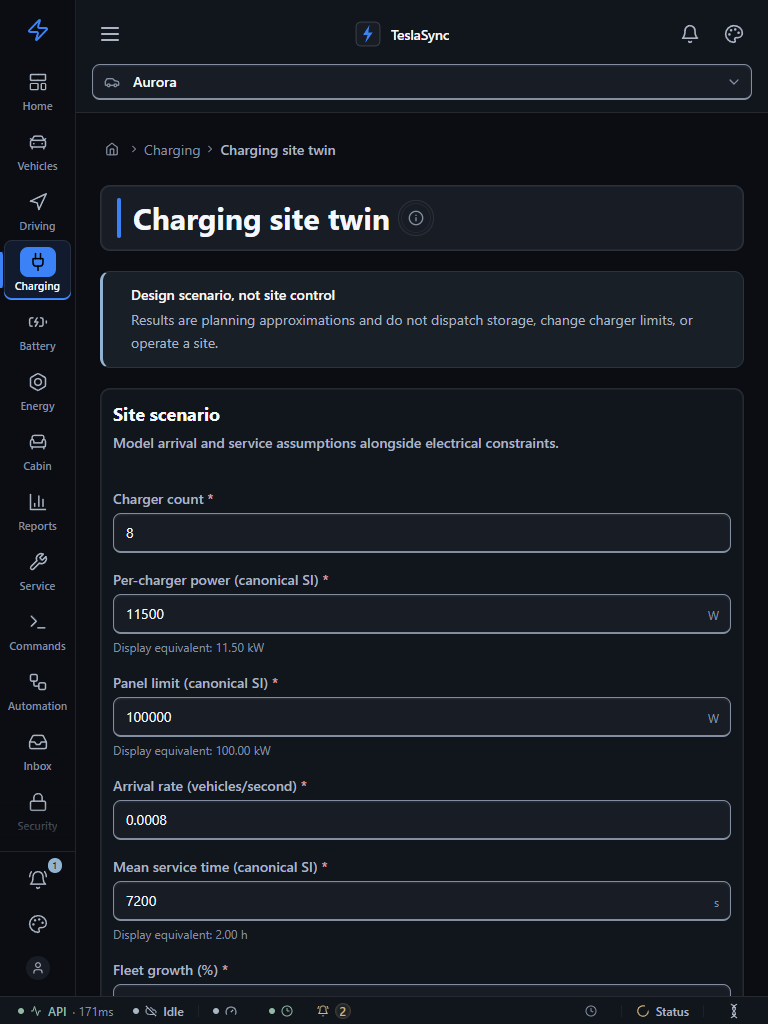 TeslaSync
Aurora
Home
Vehicles
Driving
Charging
Battery
Energy
Cabin
Reports
Service
Commands
Automation
Inbox
Security
1
Charging
Charging site twin
Charging site twin
Design scenario, not site control
Results are planning approximations and do not dispatch storage, change charger limits, or
operate a site.
Site scenario
Model arrival and service assumptions alongside electrical constraints.
Charger count *
8
Per-charger power (canonical SI) *
11500
W
Display equivalent: 11.50 kW
Panel limit (canonical SI) *
100000
W
Display equivalent: 100.00 kW
Arrival rate (vehicles/second) *
0.0008
Mean service time (canonical SI) *
7200
s
Display equivalent: 2.00 h
Fleet growth (%) *
API · 171ms
Idle
2
Status